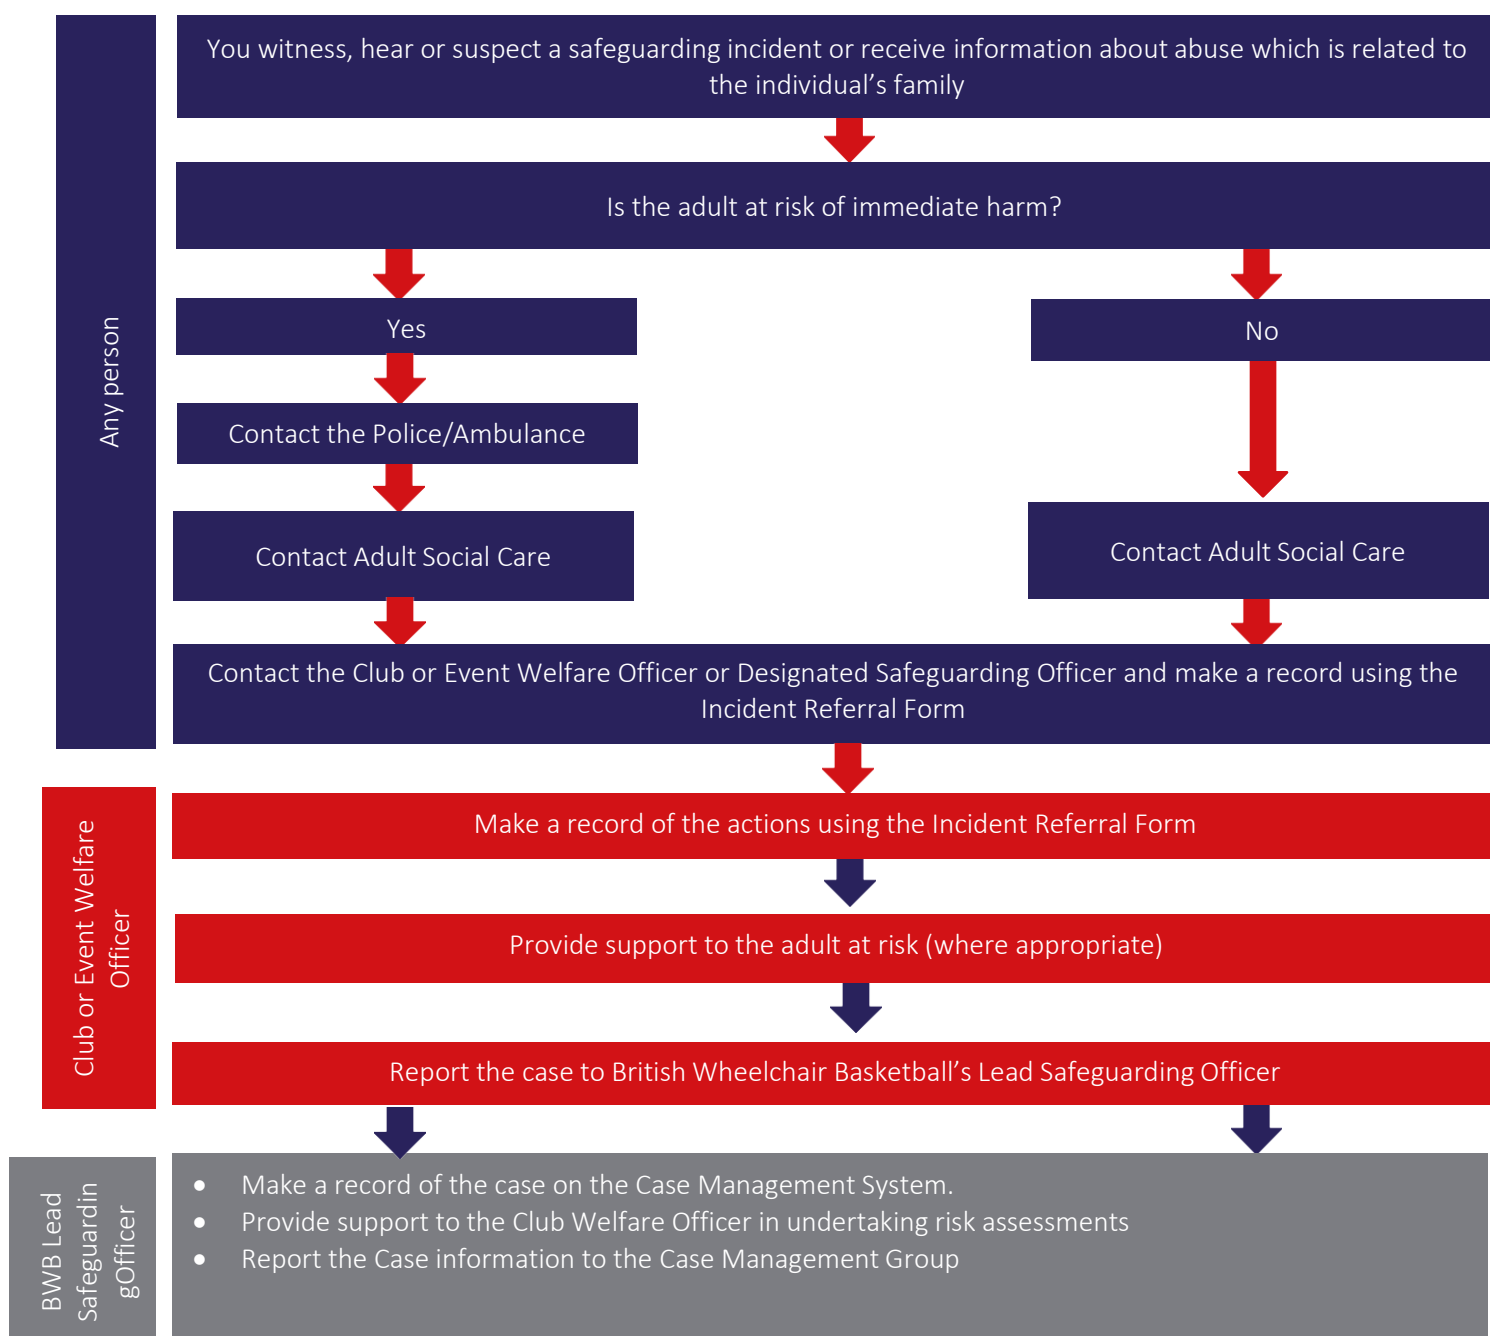 You witness, hear or suspect a safeguarding incident or receive information about abuse which is related to
the individual’s family
Is the adult at risk of immediate harm?
Any person
Yes
No
Contact the Police/Ambulance
Contact Adult Social Care
Contact Adult Social Care
Contact the Club or Event Welfare Officer or Designated Safeguarding Officer and make a record using the
Incident Referral Form
Club or Event Welfare
Officer
Make a record of the actions using the Incident Referral Form
Provide support to the adult at risk (where appropriate)
Report the case to British Wheelchair Basketball’s Lead Safeguarding Officer
BWB Lead
Safeguardin
gOfficer
• Make a record of the case on the Case Management System.
• Provide support to the Club Welfare Officer in undertaking risk assessments
• Report the Case information to the Case Management Group